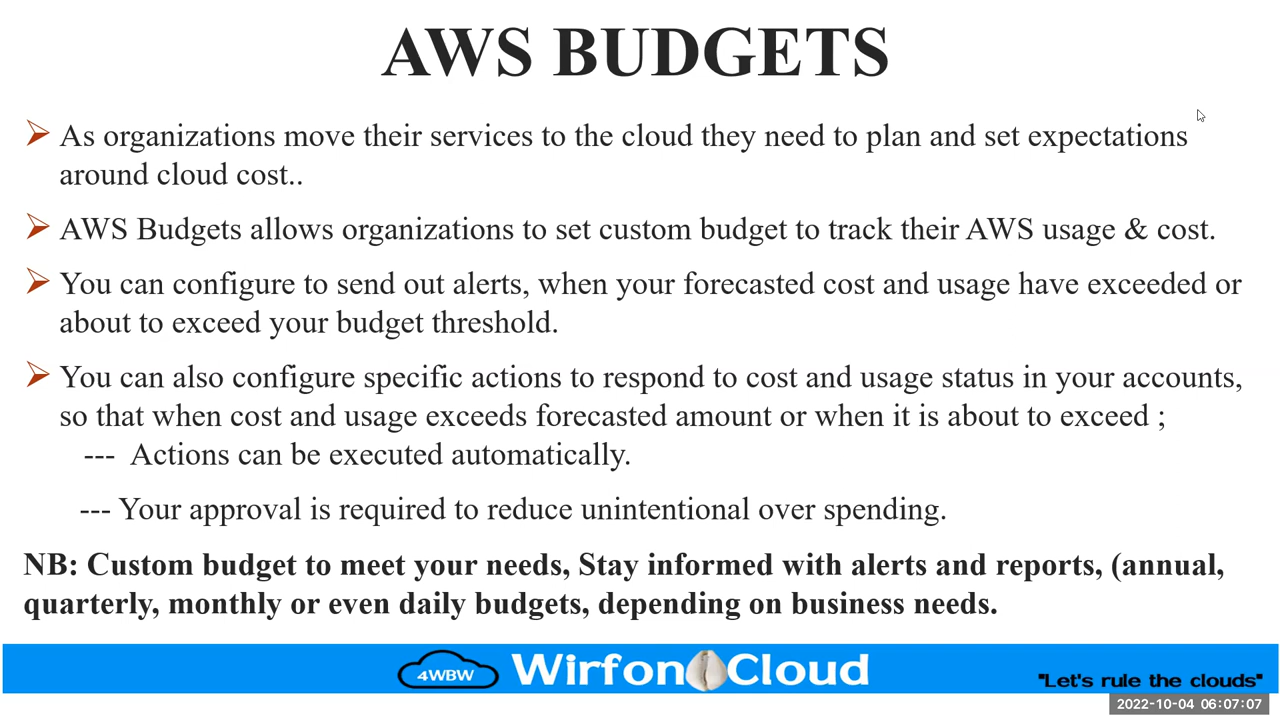 AWS BUDGETS
As organizations move their services to the cloud they need to plan and set expectations
around cloud cost..
AWS Budgets allows organizations to set custom budget to track their AWS usage & cost.
You can configure to send out alerts, when your forecasted cost and usage have exceeded or
about to exceed your budget threshold.
You can also configure specific actions to respond to cost and usage status in your accounts,
so that when cost and usage exceeds forecasted amount or when it is about to exceed ;
--- Actions can be executed automatically.
--- Your approval is required to reduce unintentional over spending.
NB: Custom budget to meet your needs, Stay informed with alerts and reports, (annual,
quarterly, monthly or even daily budgets, depending on business needs.
4WBW Wirfon Cloud
"Let's rule the clouds"
2022-10-04 06:07:07